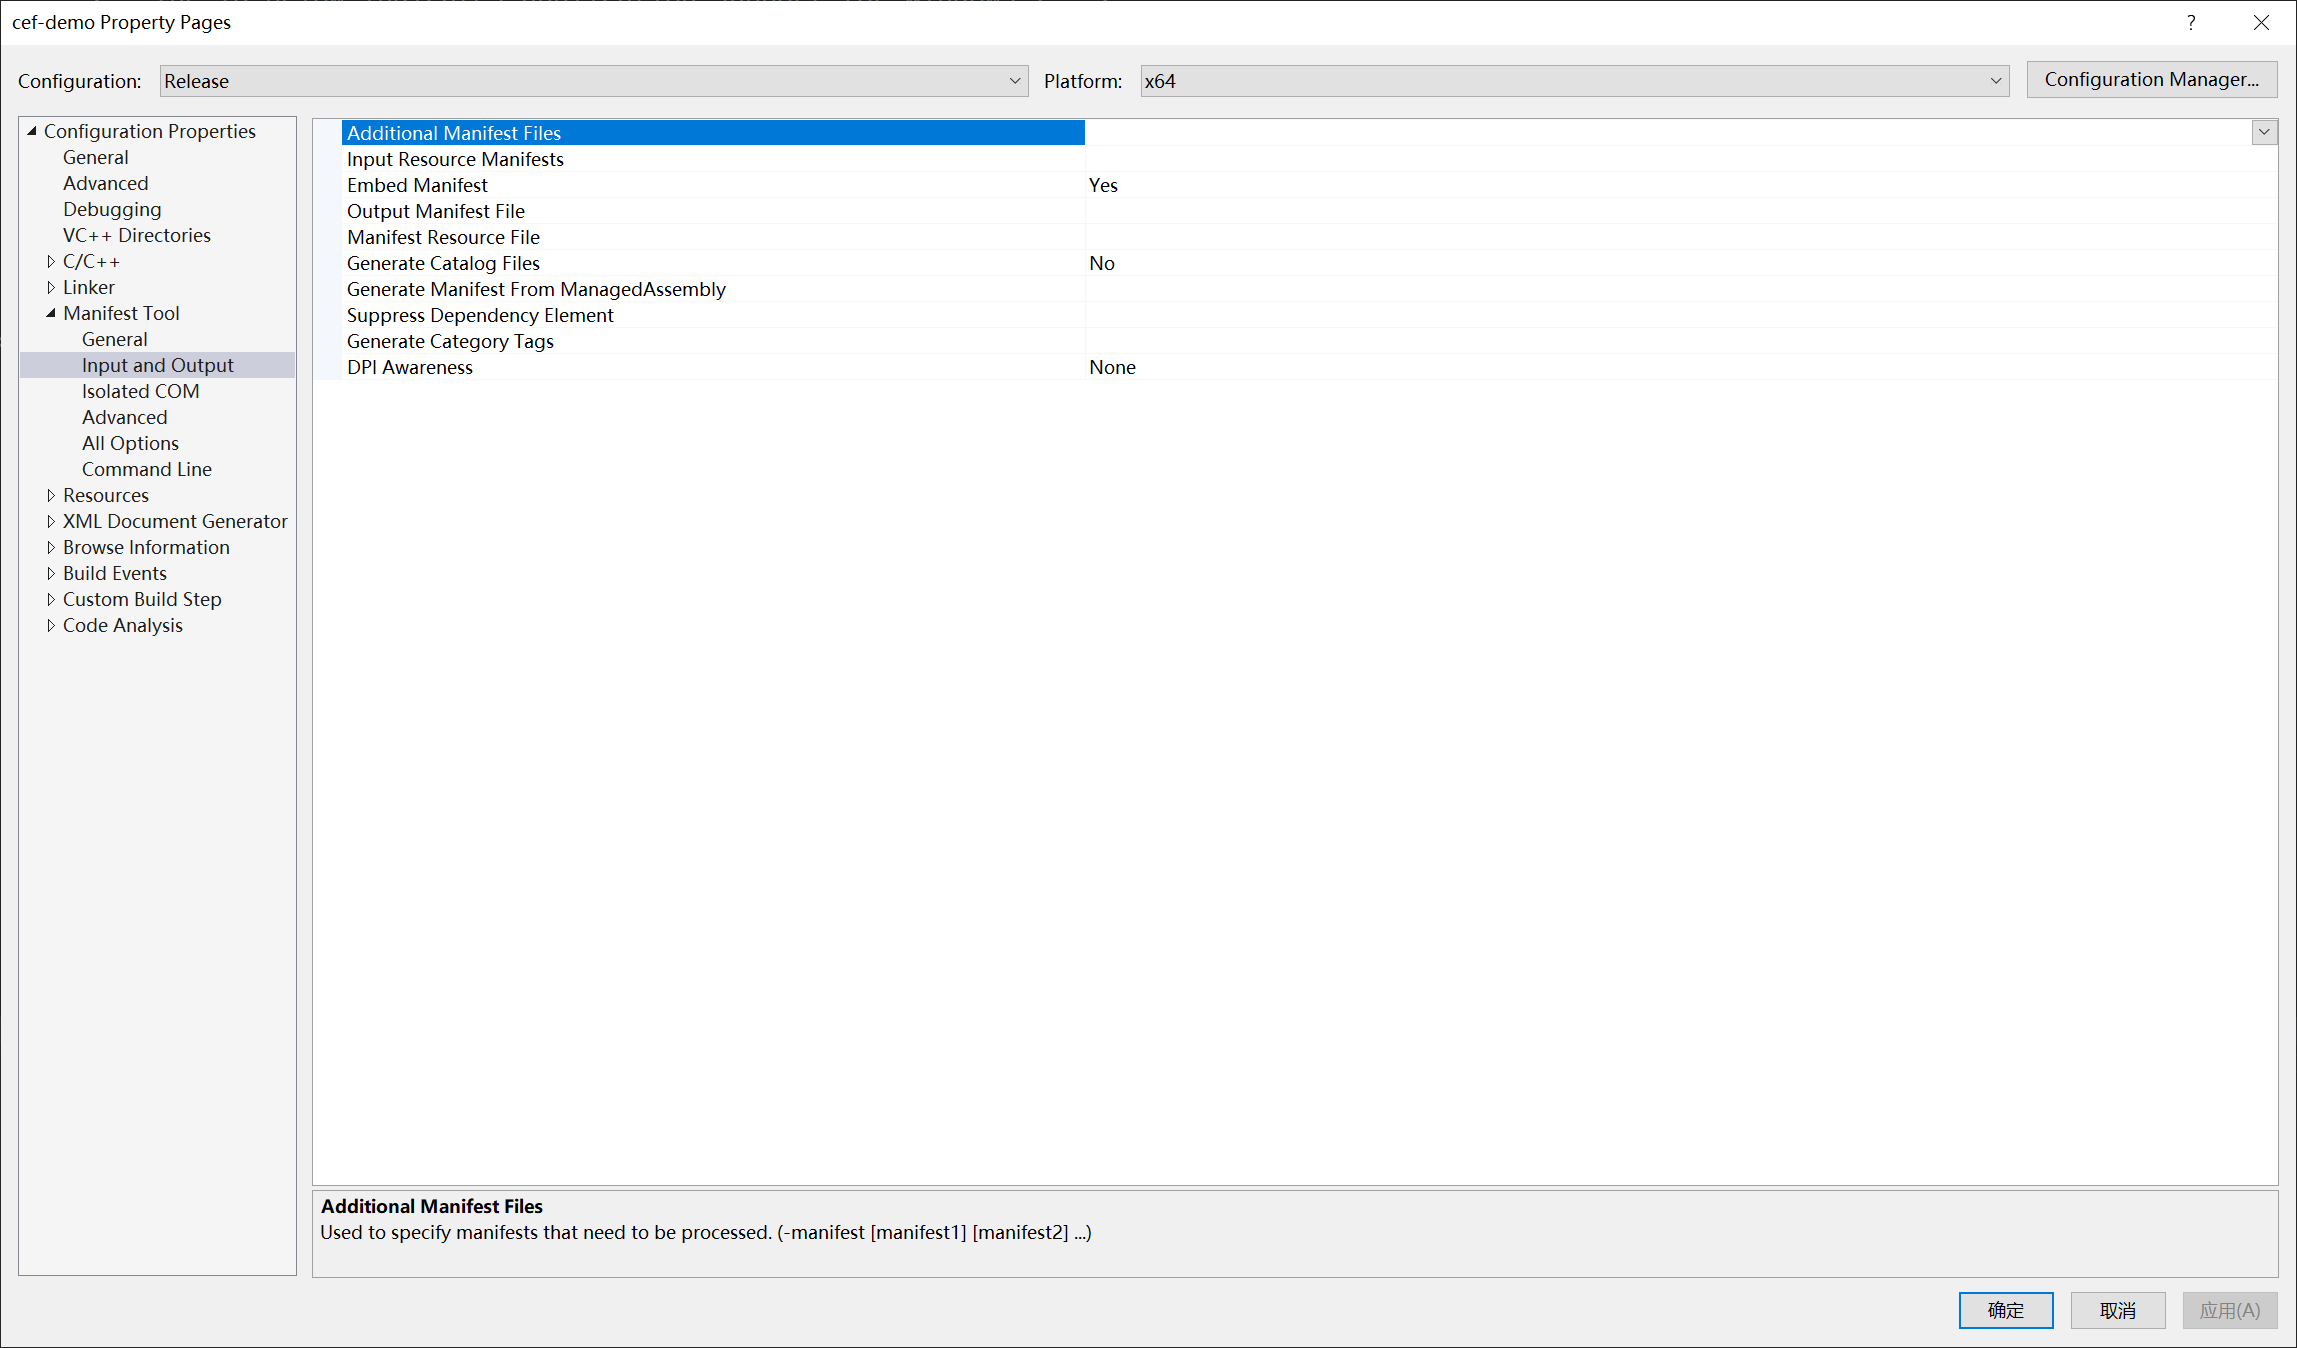 cef-demo Property Pages
Configuration: Release Platform: x64 Configuration Manager...
Configuration Properties
General
Advanced
Debugging
VC++ Directories
C/C++
Linker
Manifest Tool
General
Input and Output
Isolated COM
Advanced
All Options
Command Line
Resources
XML Document Generator
Browse Information
Build Events
Custom Build Step
Code Analysis
Additional Manifest Files
Input Resource Manifests
Embed Manifest Yes
Output Manifest File
Manifest Resource File
Generate Catalog Files No
Generate Manifest From ManagedAssembly
Suppress Dependency Element
Generate Category Tags
DPI Awareness None
Additional Manifest Files
Used to specify manifests that need to be processed. (-manifest [manifest1] [manifest2] ...)
确定 取消 应用(A)